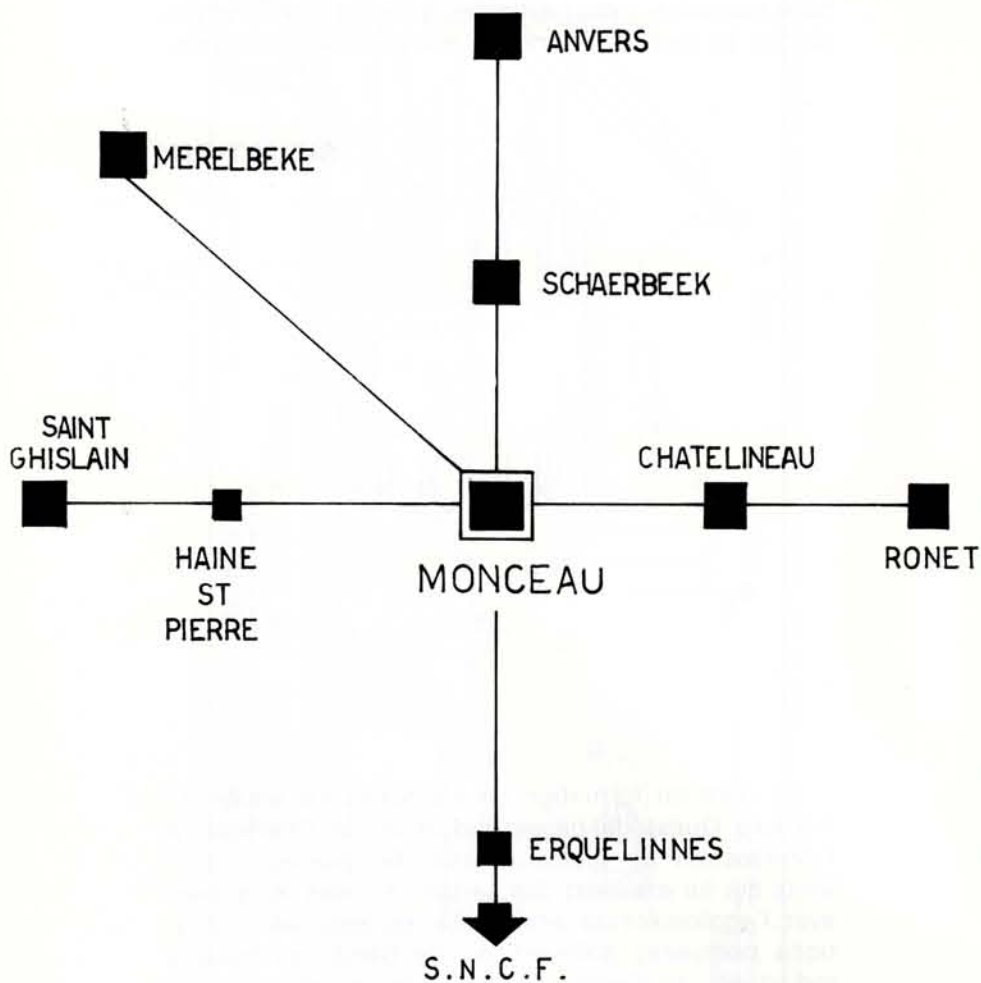 ANVERS
MERELBEKE
SCHAERBEEK
SAINT
GHISLAIN
CHATELINEAU
HAINE
ST
PIERRE
MONCEAU
RONET
ERQUELINNES
S.N.C.F.